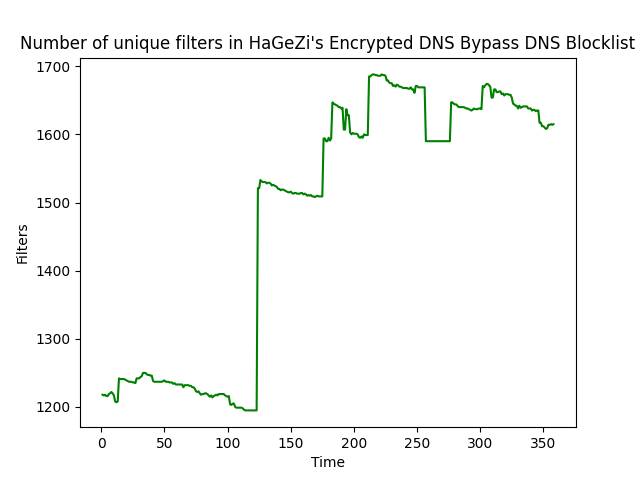 Number of unique filters in HaGeZi's Encrypted DNS Bypass DNS Blocklist
1700
1600
1500
1400
1300
1200
Filters
0 50 100 150 200 250 300 350
Time